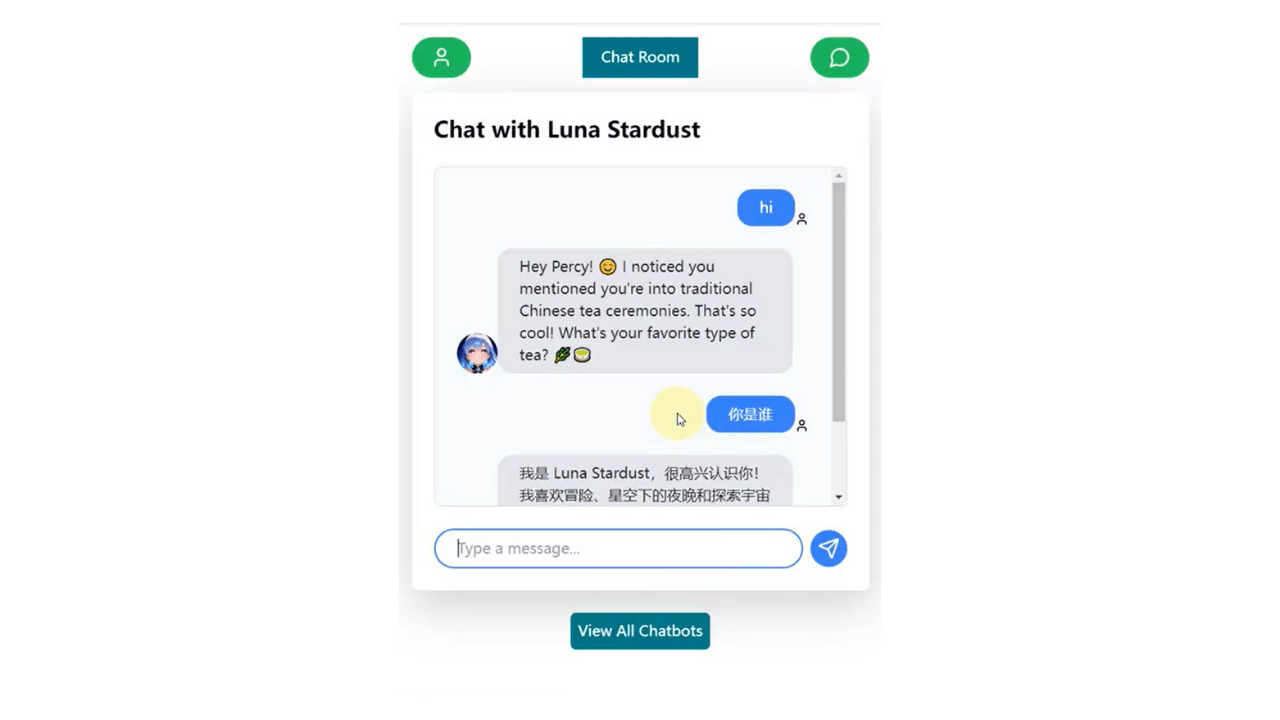 Chat Room
Chat with Luna Stardust
hi
Hey Percy! 😊 I noticed you
mentioned you're into traditional
Chinese tea ceremonies. That's so
cool! What's your favorite type of
tea? 🌿🍵
你是谁
我是 Luna Stardust，很高兴认识你！
我喜欢冒险、星空下的夜晚和探索宇宙
Type a message...
View All Chatbots